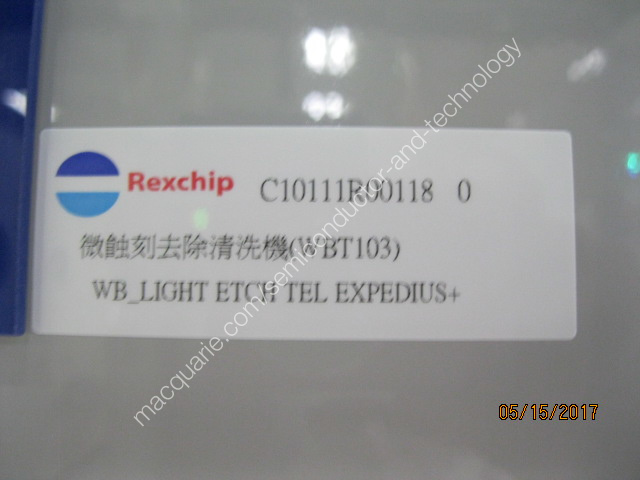 Rexchip C10111R00118 0
微蝕刻去除清洗機(WBT103)
WB_LIGHT ETCH TEL EXPEDIUS+
macquarie.com/semiconductor-and-technology
05/15/2017